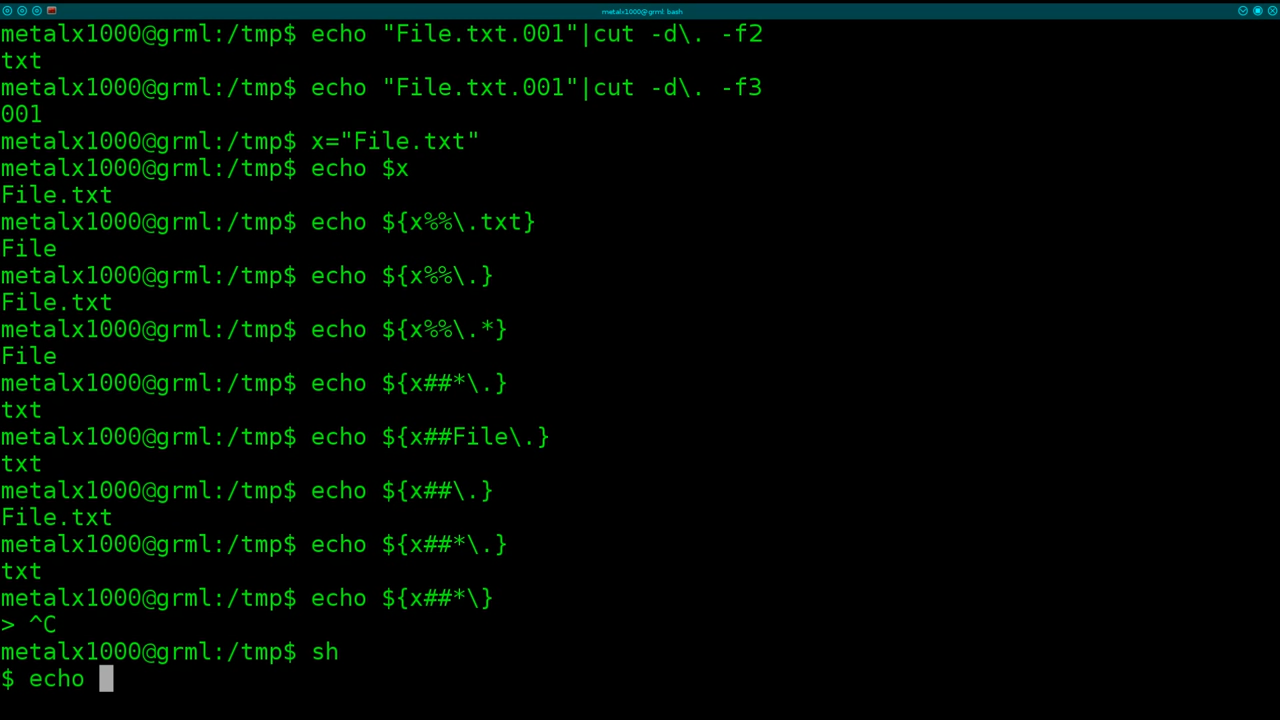 metalx1000@grml: bash
metalx1000@grml:/tmp$ echo "File.txt.001"|cut -d\. -f2
txt
metalx1000@grml:/tmp$ echo "File.txt.001"|cut -d\. -f3
001
metalx1000@grml:/tmp$ x="File.txt"
metalx1000@grml:/tmp$ echo $x
File.txt
metalx1000@grml:/tmp$ echo ${x%%\.txt}
File
metalx1000@grml:/tmp$ echo ${x%%\.}
File.txt
metalx1000@grml:/tmp$ echo ${x%%\.*}
File
metalx1000@grml:/tmp$ echo ${x##*\.}
txt
metalx1000@grml:/tmp$ echo ${x##File\.}
txt
metalx1000@grml:/tmp$ echo ${x##\.}
File.txt
metalx1000@grml:/tmp$ echo ${x##*\.}
txt
metalx1000@grml:/tmp$ echo ${x##*\}
> ^C
metalx1000@grml:/tmp$ sh
$ echo